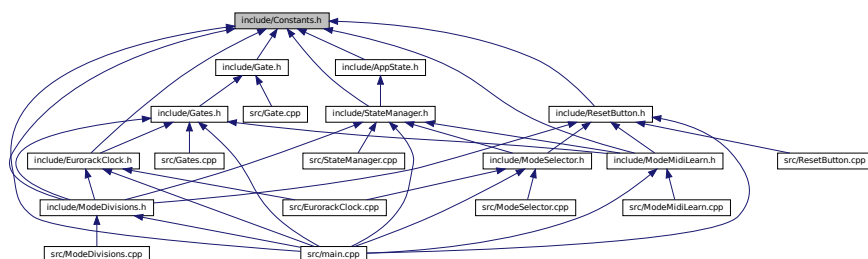 include/Constants.h
include/Gate.h
include/AppState.h
include/Gates.h
src/Gate.cpp
include/StateManager.h
include/ResetButton.h
include/EurorackClock.h
src/Gates.cpp
src/StateManager.cpp
include/ModeSelector.h
include/ModeMidiLearn.h
src/ResetButton.cpp
include/ModeDivisions.h
src/EurorackClock.cpp
src/ModeSelector.cpp
src/ModeMidiLearn.cpp
src/ModeDivisions.cpp
src/main.cpp